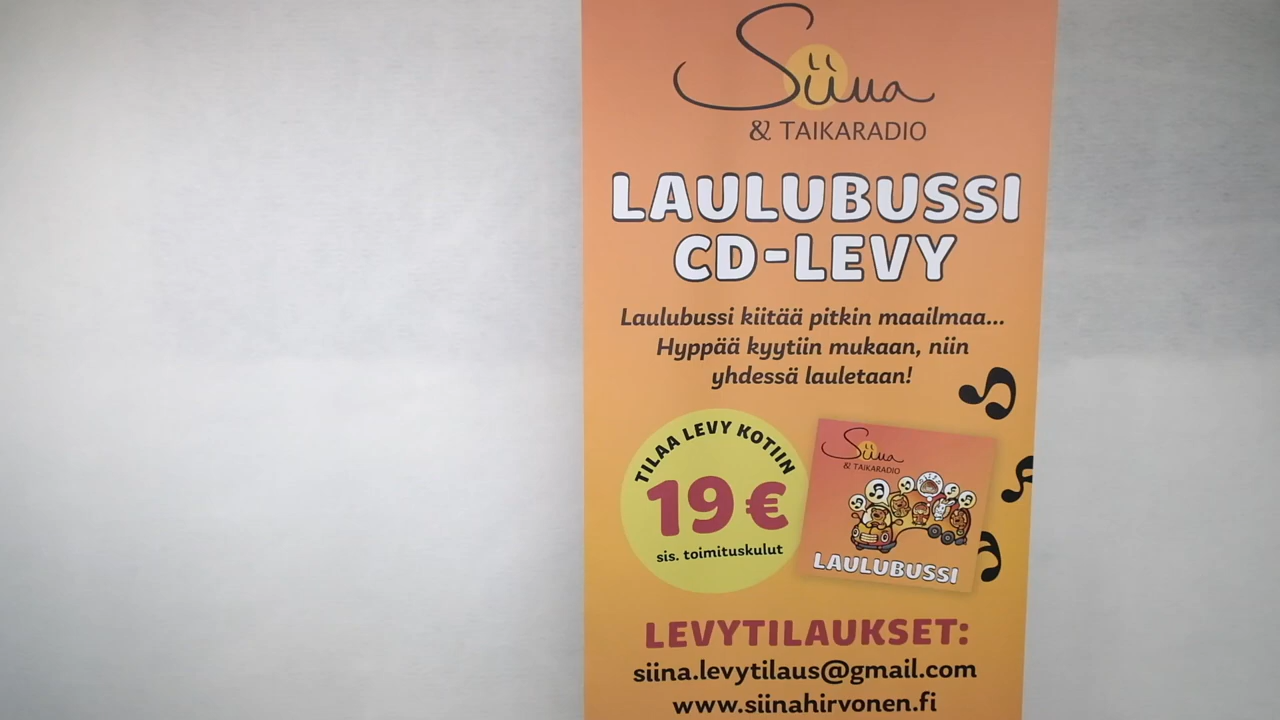 Siina
& TAIKARADIO
LAULUBUSSI
CD-LEVY
Laulubussi kiitää pitkin maailmaa...
Hyppää kyytiin mukaan, niin
yhdessä lauletaan!
TILAA LEVY KOTIIN
19 €
sis. toimituskulut
Siina
& TAIKARADIO
LAULUBUSSI
LEVYTILAUKSET:
siina.levytilaus@gmail.com
www.siinahirvonen.fi